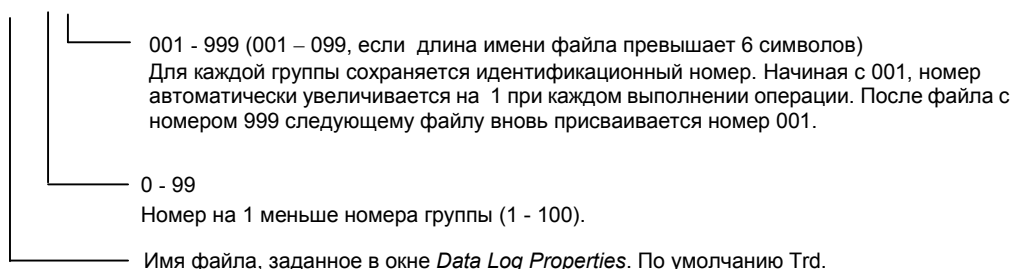 001 - 999 (001 – 099, если длина имени файла превышает 6 символов)
Для каждой группы сохраняется идентификационный номер. Начиная с 001, номер
автоматически увеличивается на 1 при каждом выполнении операции. После файла с
номером 999 следующему файлу вновь присваивается номер 001.
0 - 99
Номер на 1 меньше номера группы (1 - 100).
Имя файла, заданное в окне Data Log Properties. По умолчанию Trd.